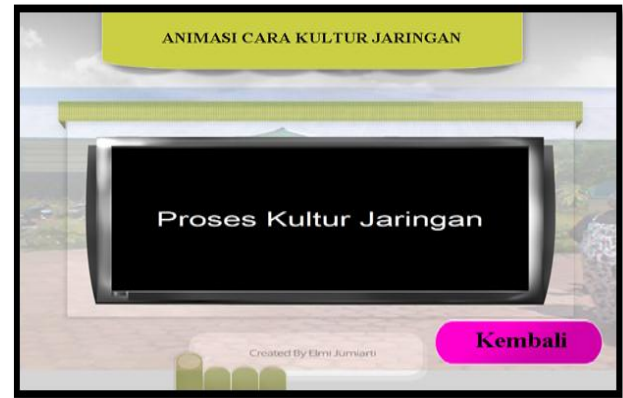 ANIMASI CARA KULTUR JARINGAN
Proses Kultur Jaringan
Kembali
Created By Elmi Jumiarti